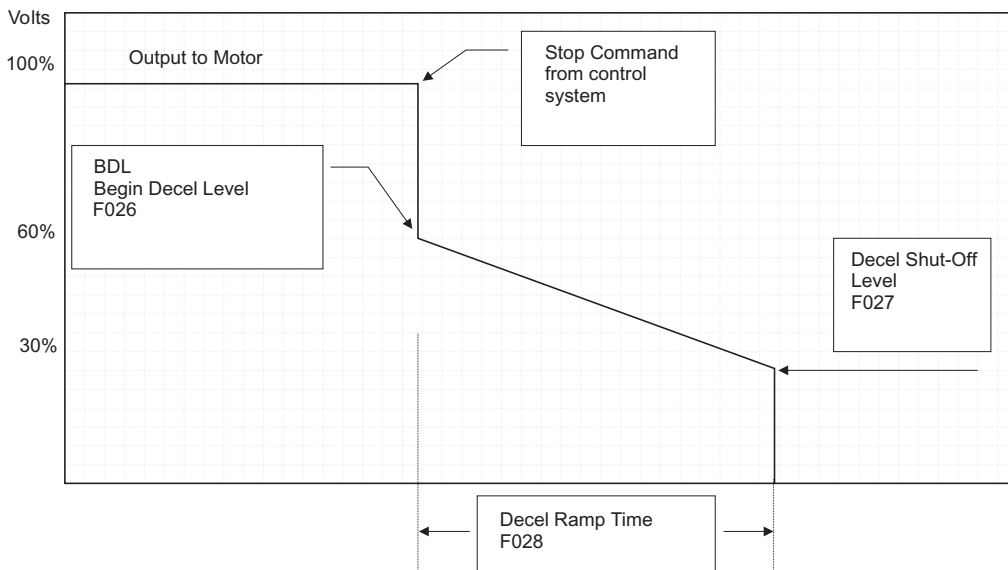 Volts
100%
Output to Motor
Stop Command
from control
system
BDL
Begin Decel Level
F026
60%
Decel Shut-Off
Level
F027
30%
Decel Ramp Time
F028